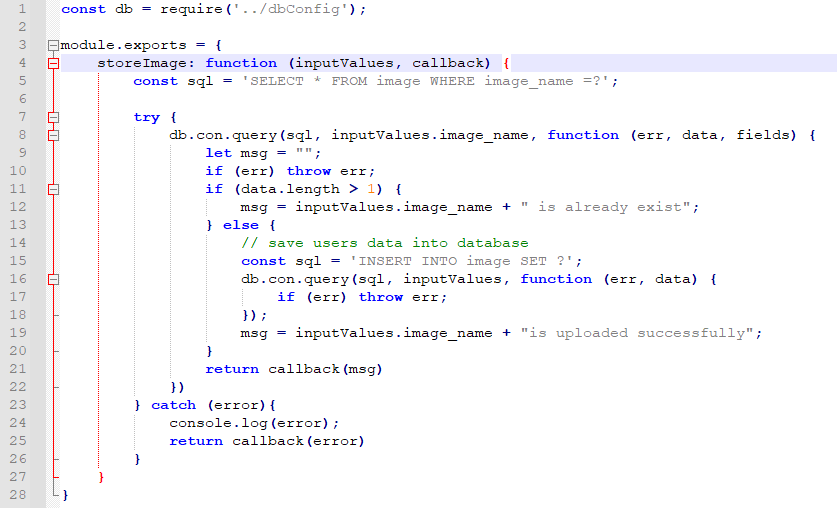 1 const db = require('../dbConfig');
2
3 module.exports = {
4     storeImage: function (inputValues, callback) {
5         const sql = 'SELECT * FROM image WHERE image_name =?';
6
7         try {
8             db.con.query(sql, inputValues.image_name, function (err, data, fields) {
9                 let msg = "";
10                 if (err) throw err;
11                 if (data.length > 1) {
12                     msg = inputValues.image_name + " is already exist";
13                 } else {
14                     // save users data into database
15                     const sql = 'INSERT INTO image SET ?';
16                     db.con.query(sql, inputValues, function (err, data) {
17                         if (err) throw err;
18                     });
19                     msg = inputValues.image_name + "is uploaded successfully";
20                 }
21                 return callback(msg)
22             })
23         } catch (error){
24             console.log(error);
25             return callback(error)
26         }
27     }
28 }